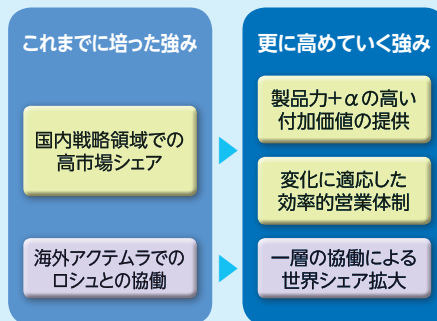 これまでに培った強み
国内戦略領域での
高市場シェア
海外アクテムラでの
ロシュとの協働
更に高めていく強み
製品力+αの高い
付加価値の提供
変化に適応した
効率的営業体制
一層の協働による
世界シェア拡大